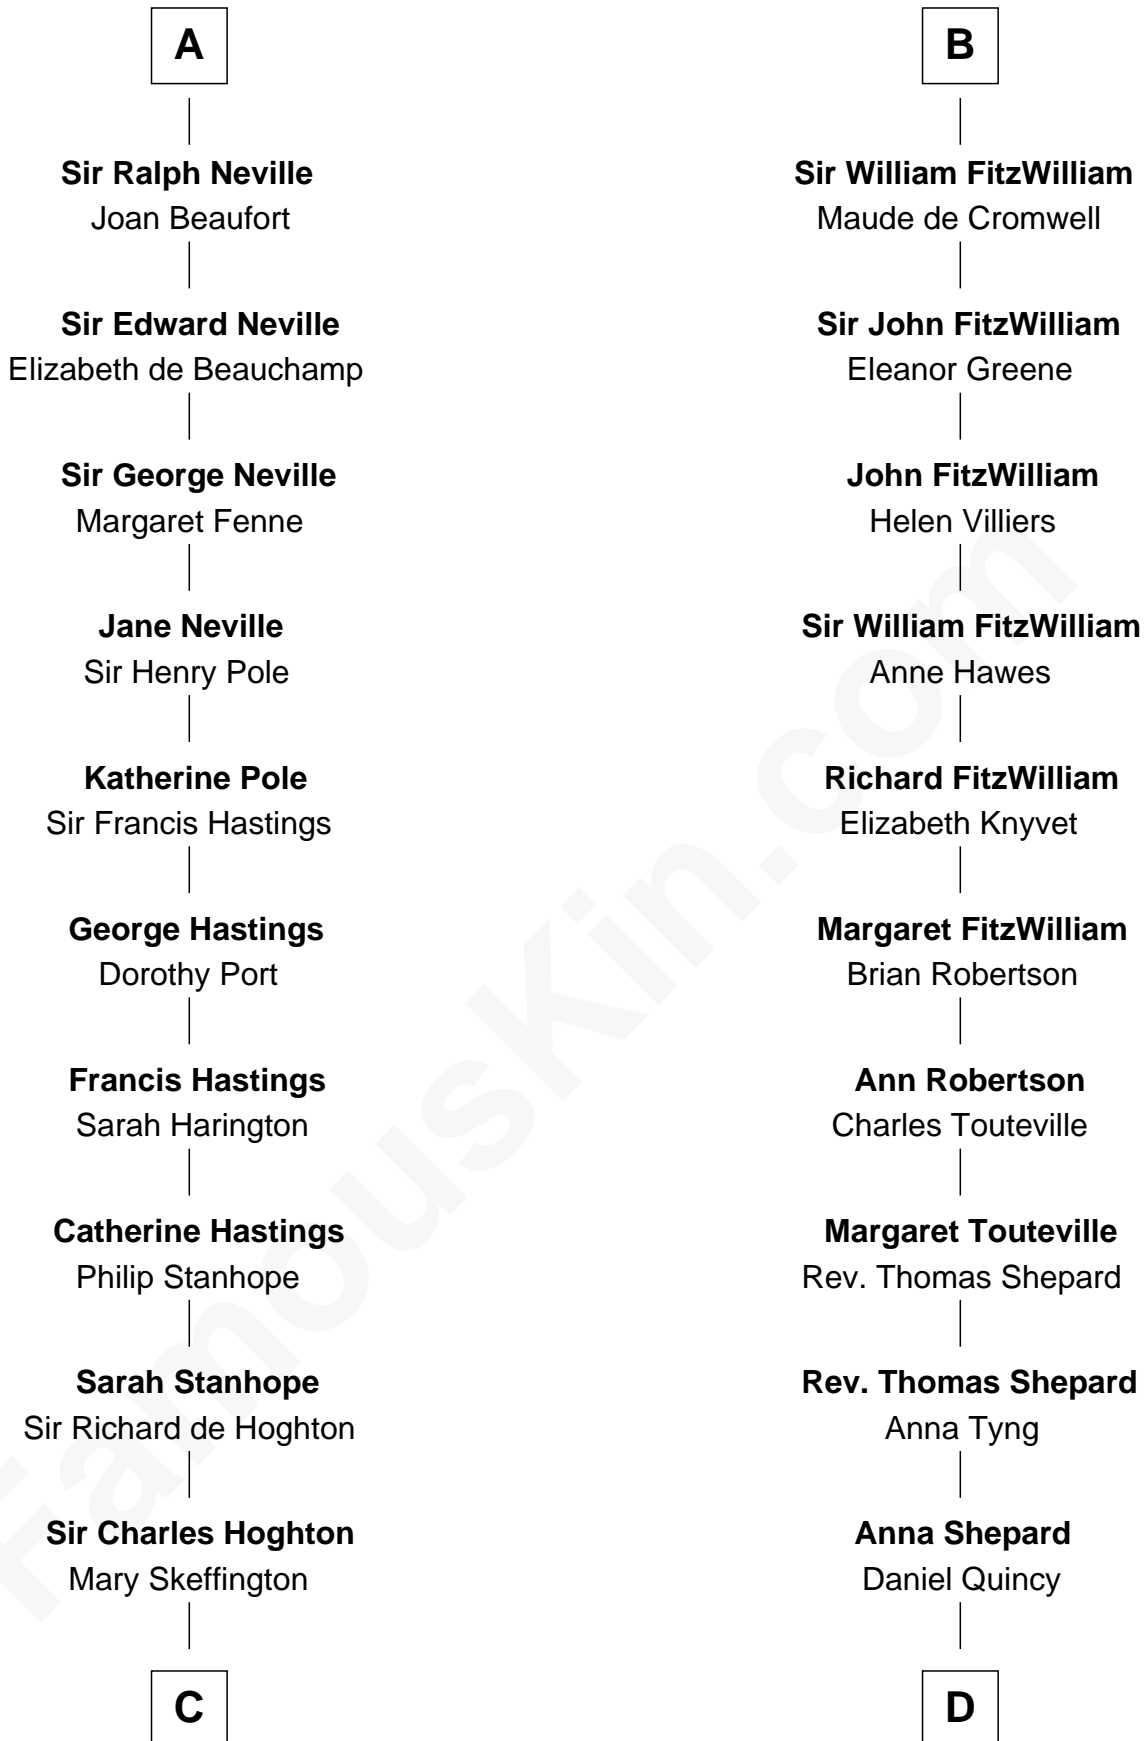 A
Sir Ralph Neville
Joan Beaufort
Sir Edward Neville
Elizabeth de Beauchamp
Sir George Neville
Margaret Fenne
Jane Neville
Sir Henry Pole
Katherine Pole
Sir Francis Hastings
George Hastings
Dorothy Port
Francis Hastings
Sarah Harington
Catherine Hastings
Philip Stanhope
Sarah Stanhope
Sir Richard de Hoghton
Sir Charles Hoghton
Mary Skeffington
C
B
Sir William FitzWilliam
Maude de Cromwell
Sir John FitzWilliam
Eleanor Greene
John FitzWilliam
Helen Villiers
Sir William FitzWilliam
Anne Hawes
Richard FitzWilliam
Elizabeth Knyvet
Margaret FitzWilliam
Brian Robertson
Ann Robertson
Charles Touteville
Margaret Touteville
Rev. Thomas Shepard
Rev. Thomas Shepard
Anna Tyng
Anna Shepard
Daniel Quincy
D
FamousKin.com